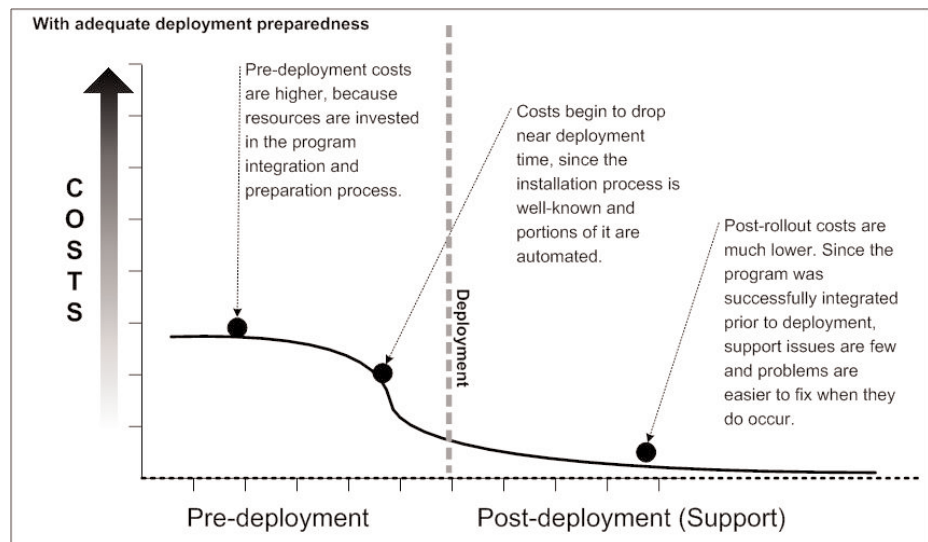 With adequate deployment preparedness
Pre-deployment costs
are higher, because
resources are invested
in the program
integration and
preparation process.
Costs begin to drop
near deployment
time, since the
installation process is
well-known and
portions of it are
automated.
Post-rollout costs are
much lower. Since the
program was
successfully integrated
prior to deployment,
support issues are few
and problems are
easier to fix when they
do occur.
COSTS
Deployment
Pre-deployment
Post-deployment (Support)